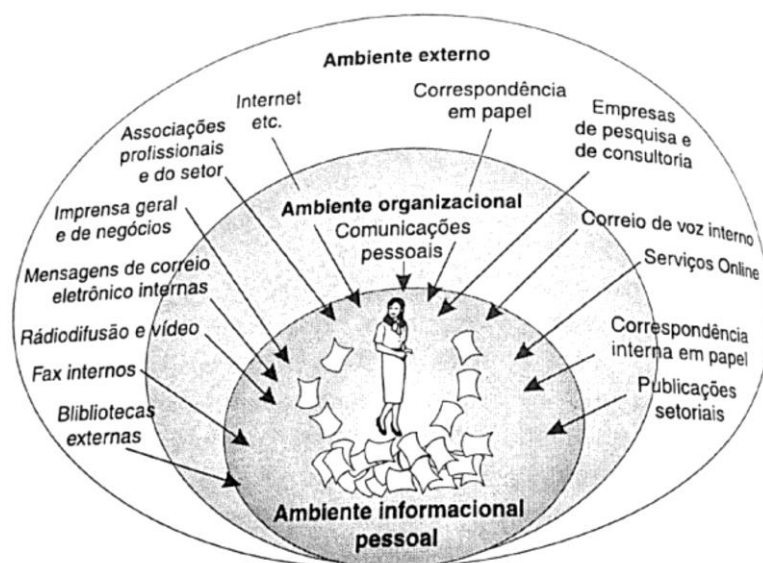 Ambiente externo
Internet
etc.
Correspondência
em papel
Empresas
de pesquisa e
de consultoria
Associações
profissionais
e do setor
Imprensa geral
e de negócios
Ambiente organizacional
Comunicações
pessoais
Correio de voz interno
Serviços Online
Mensagens de correio
eletrônico internas
Rádiodifusão e vídeo
Fax internos
Blibliotecas
externas
Correspondência
interna em papel
Publicações
setoriais
Ambiente informacional
pessoal